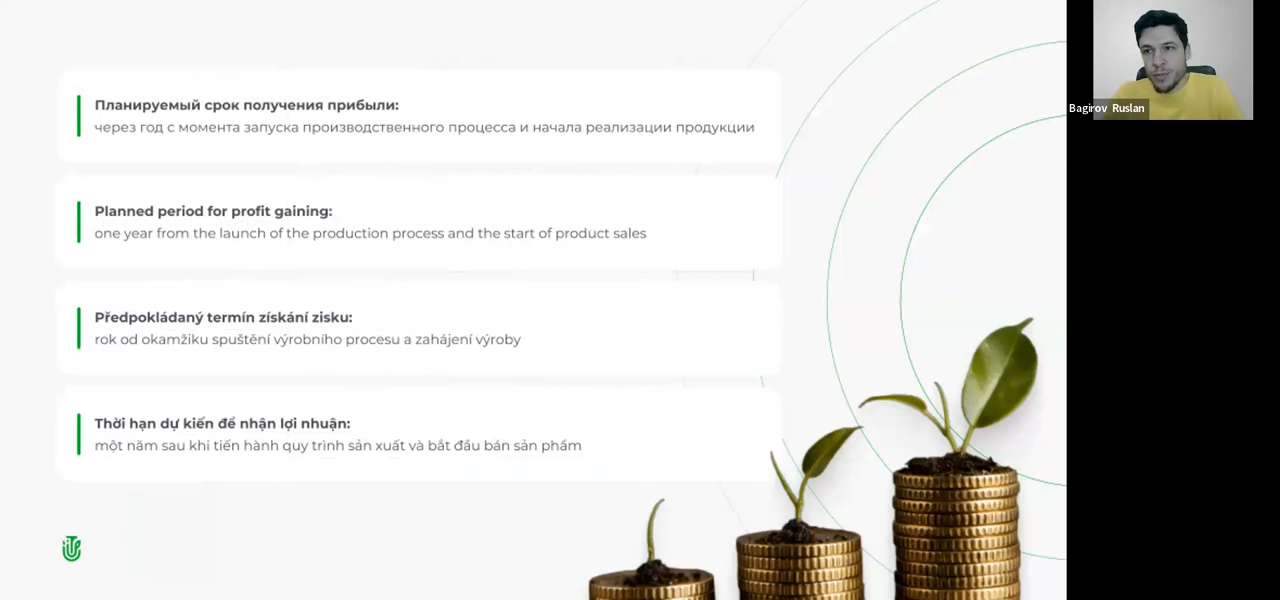 Планируемый срок получения прибыли:
через год с момента запуска производственного процесса и начала реализации продукции
Planned period for profit gaining:
one year from the launch of the production process and the start of product sales
Předpokládaný termín získání zisku:
rok od okamžiku spuštění výrobního procesu a zahájení výroby
Thời hạn dự kiến để nhận lợi nhuận:
một năm sau khi tiến hành quy trình sản xuất và bắt đầu bán sản phẩm
Bagirov Ruslan